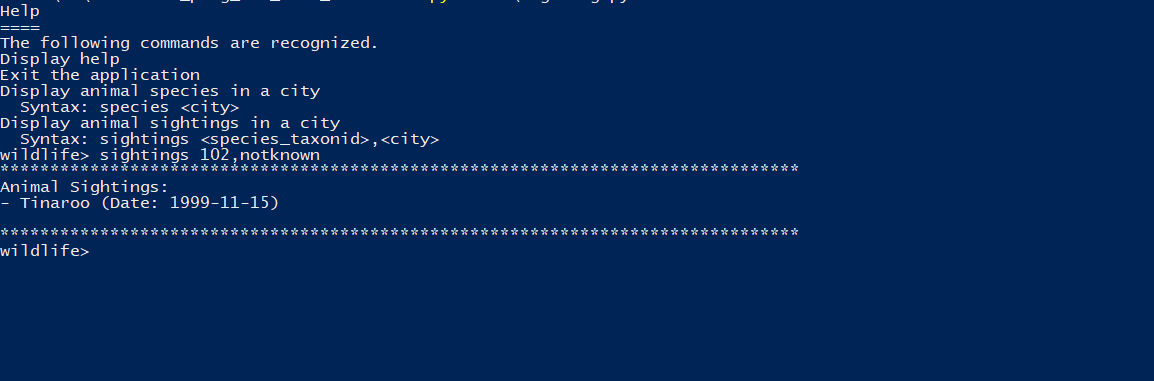 Help
====
The following commands are recognized.
Display help
Exit the application
Display animal species in a city
  Syntax: species <city>
Display animal sightings in a city
  Syntax: sightings <species_taxonid>,<city>
wildlife> sightings 102,notknown
********************************************************************************
Animal Sightings:
- Tinaroo (Date: 1999-11-15)

********************************************************************************
wildlife>